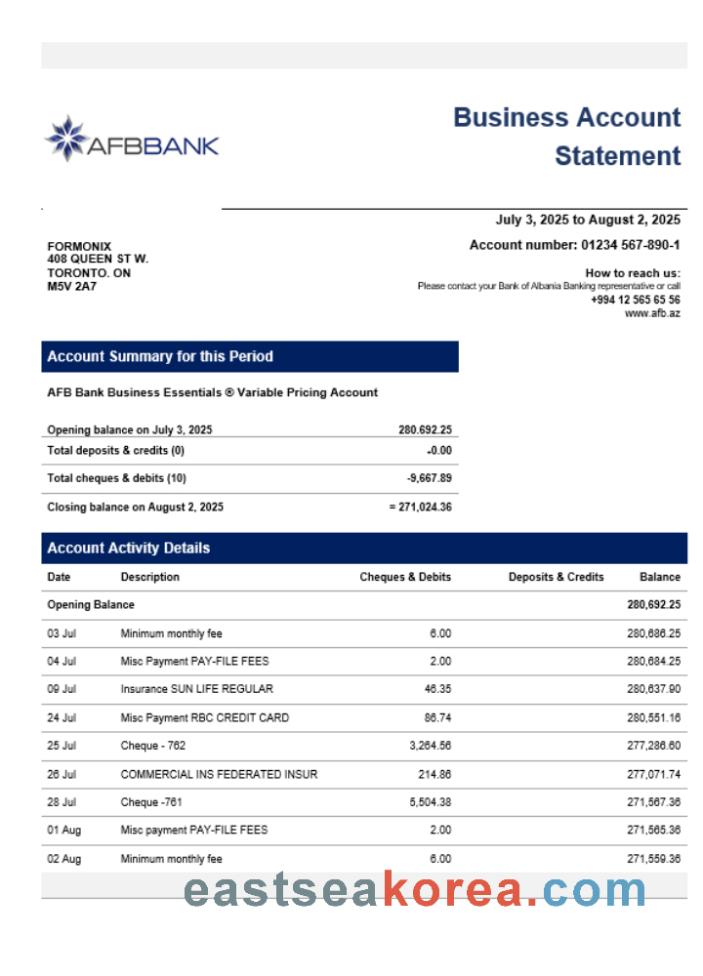 AFBBANK
Business Account
Statement
July 3, 2025 to August 2, 2025
Account number: 01234 567-890-1
FORMONIX
408 QUEEN ST W.
TORONTO. ON
M5V 2A7
How to reach us:
Please contact your Bank of Albania Banking representative or call
+994 12 565 65 56
www.afb.az
Account Summary for this Period
AFB Bank Business Essentials ® Variable Pricing Account
Opening balance on July 3, 2025 280.692.25
Total deposits & credits (0) -0.00
Total cheques & debits (10) -9,667.89
Closing balance on August 2, 2025 = 271,024.36
Account Activity Details
Date Description Cheques & Debits Deposits & Credits Balance
Opening Balance 280,692.25
03 Jul Minimum monthly fee 6.00 280,686.25
04 Jul Misc Payment PAY-FILE FEES 2.00 280,684.25
09 Jul Insurance SUN LIFE REGULAR 46.35 280,637.90
24 Jul Misc Payment RBC CREDIT CARD 86.74 280,551.16
25 Jul Cheque - 762 3,264.56 277,286.60
26 Jul COMMERCIAL INS FEDERATED INSUR 214.86 277,071.74
28 Jul Cheque -761 5,504.38 271,567.36
01 Aug Misc payment PAY-FILE FEES 2.00 271,565.36
02 Aug Minimum monthly fee 6.00 271,559.36
eastseakorea.com